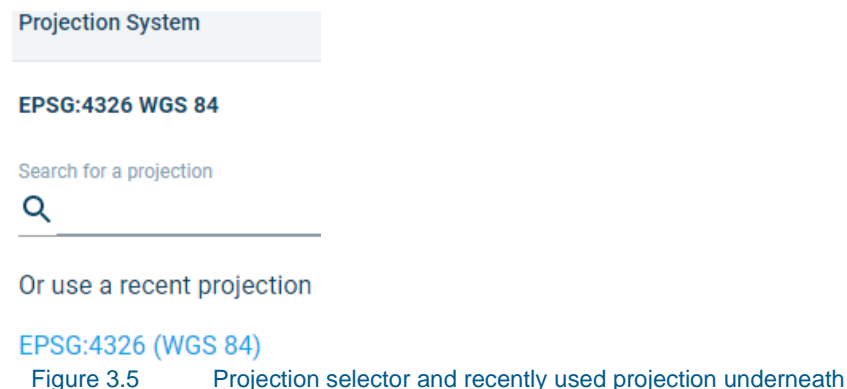 Projection System
EPSG:4326 WGS 84
Search for a projection
Or use a recent projection
EPSG:4326 (WGS 84)
Figure 3.5 Projection selector and recently used projection underneath